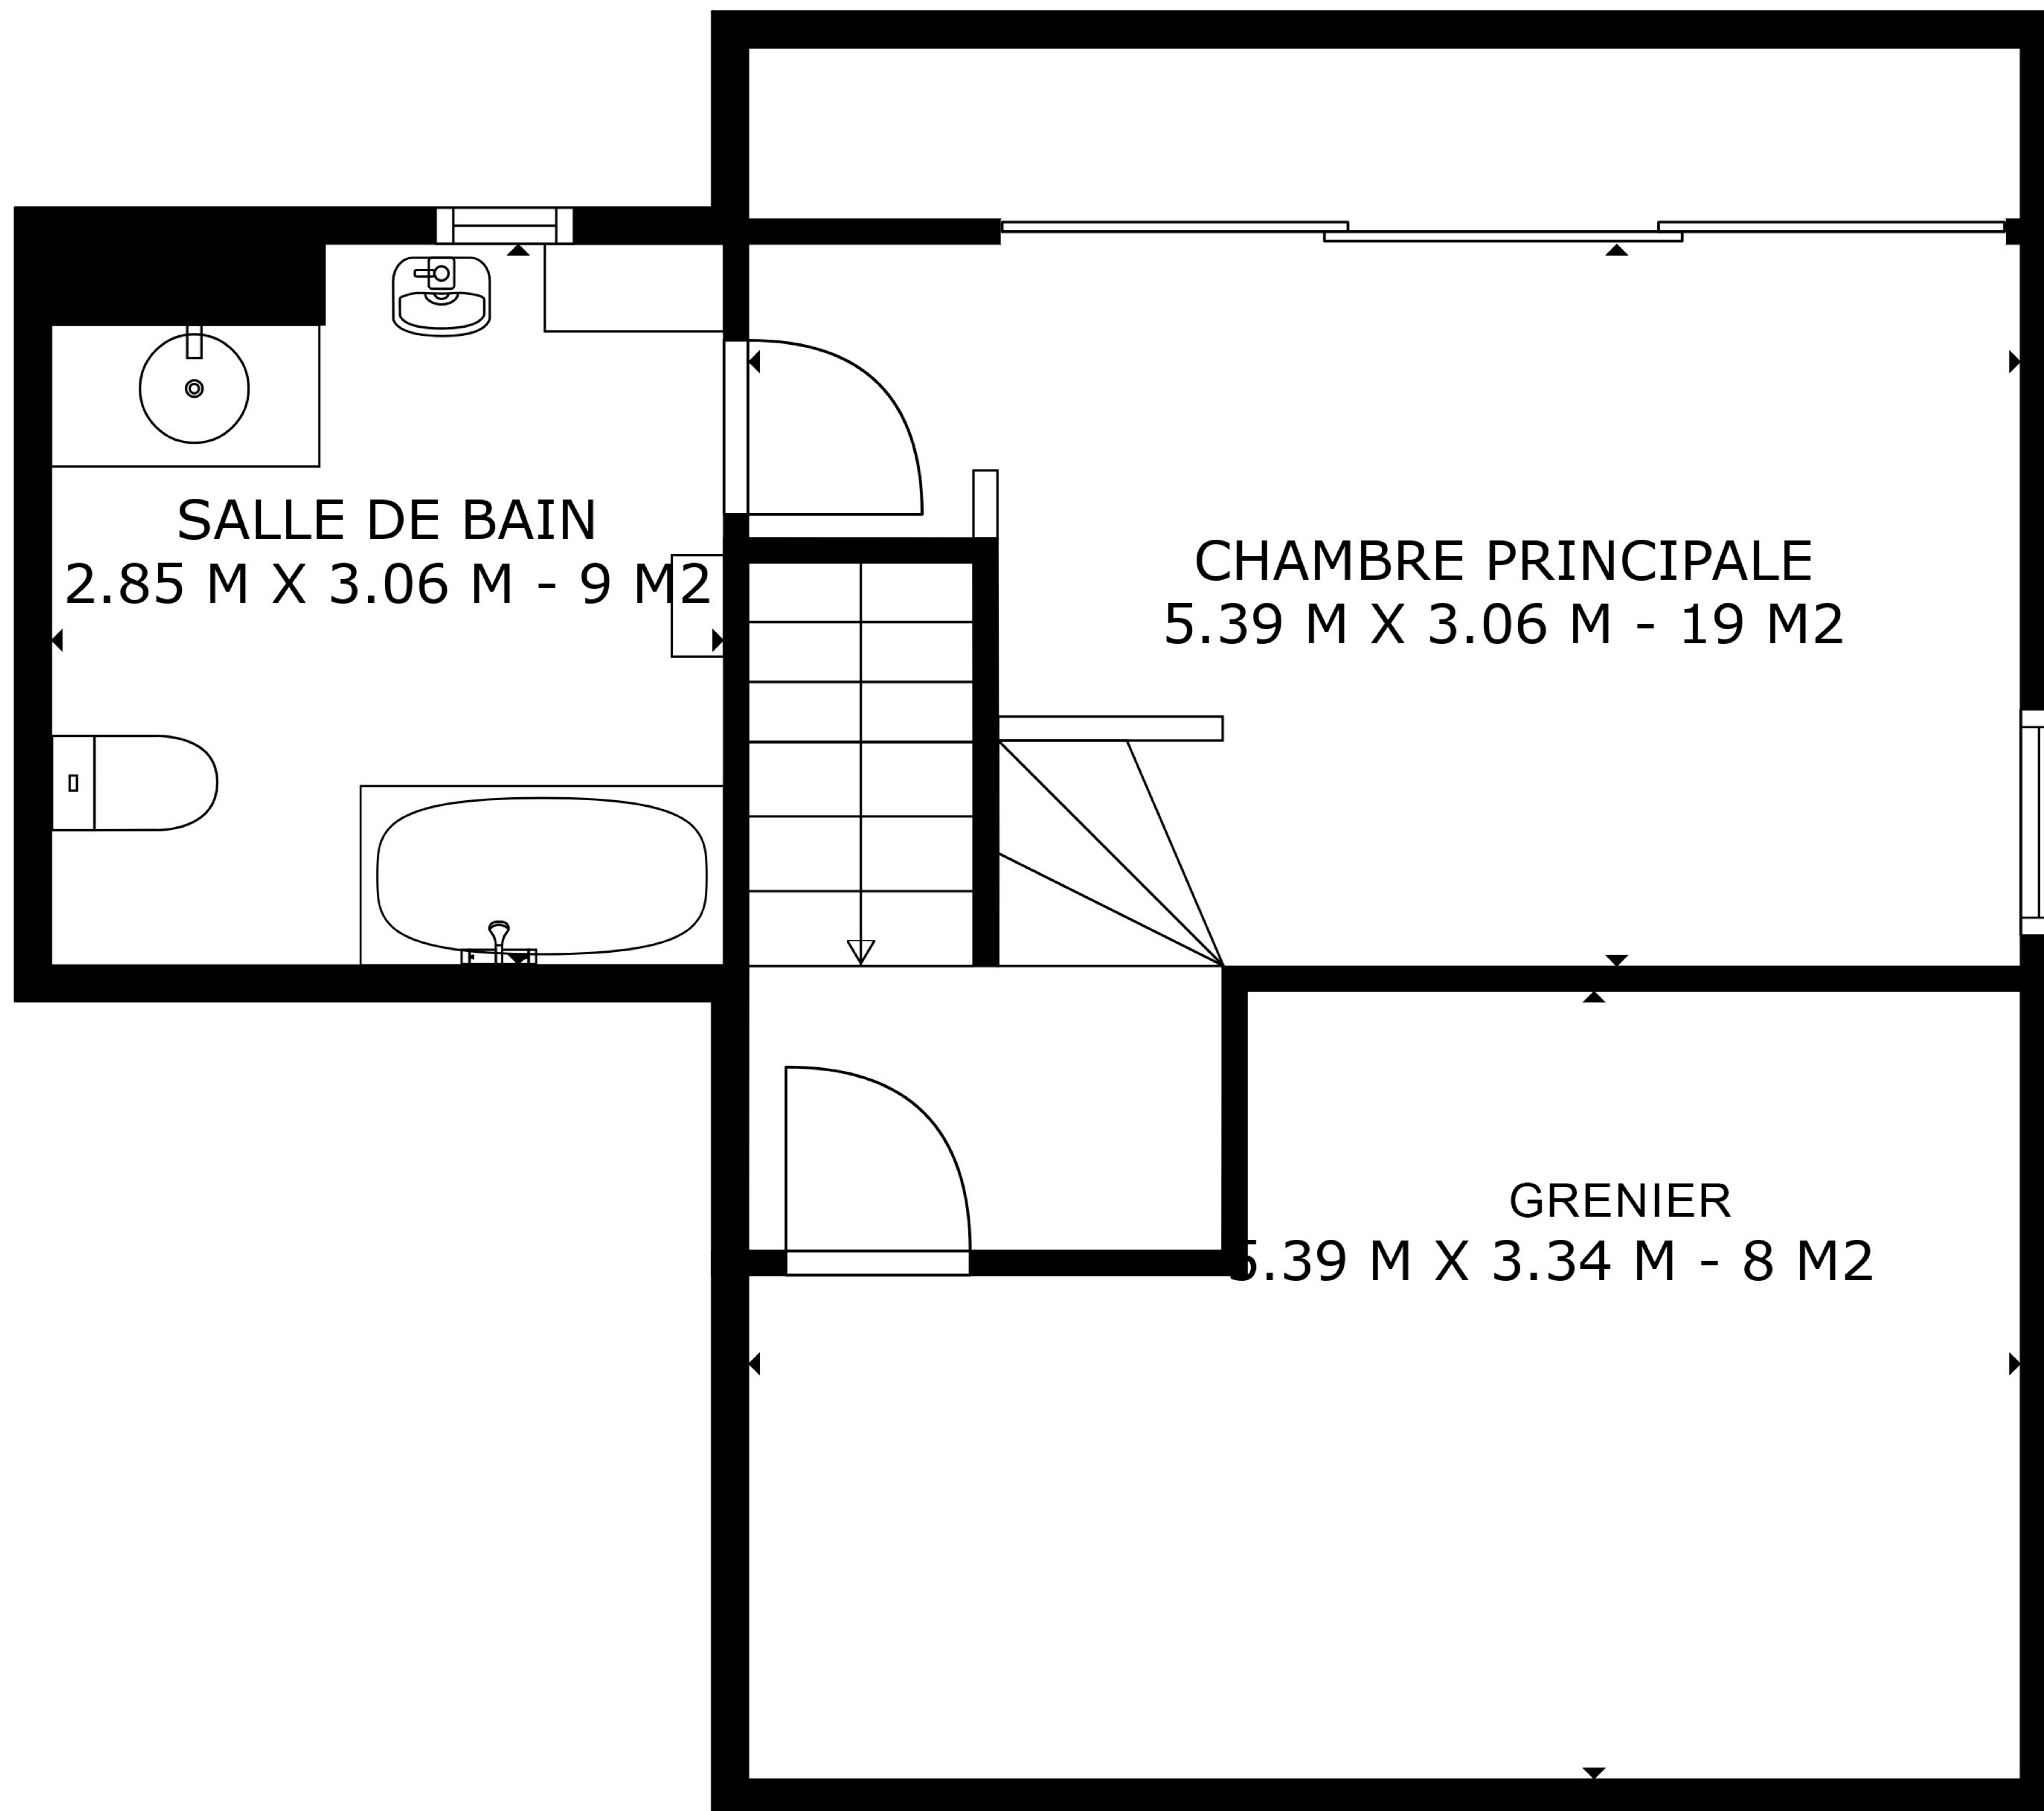 SALLE DE BAIN
2.85 M X 3.06 M - 9 M2
CHAMBRE PRINCIPALE
5.39 M X 3.06 M - 19 M2
GRENIER
5.39 M X 3.34 M - 8 M2